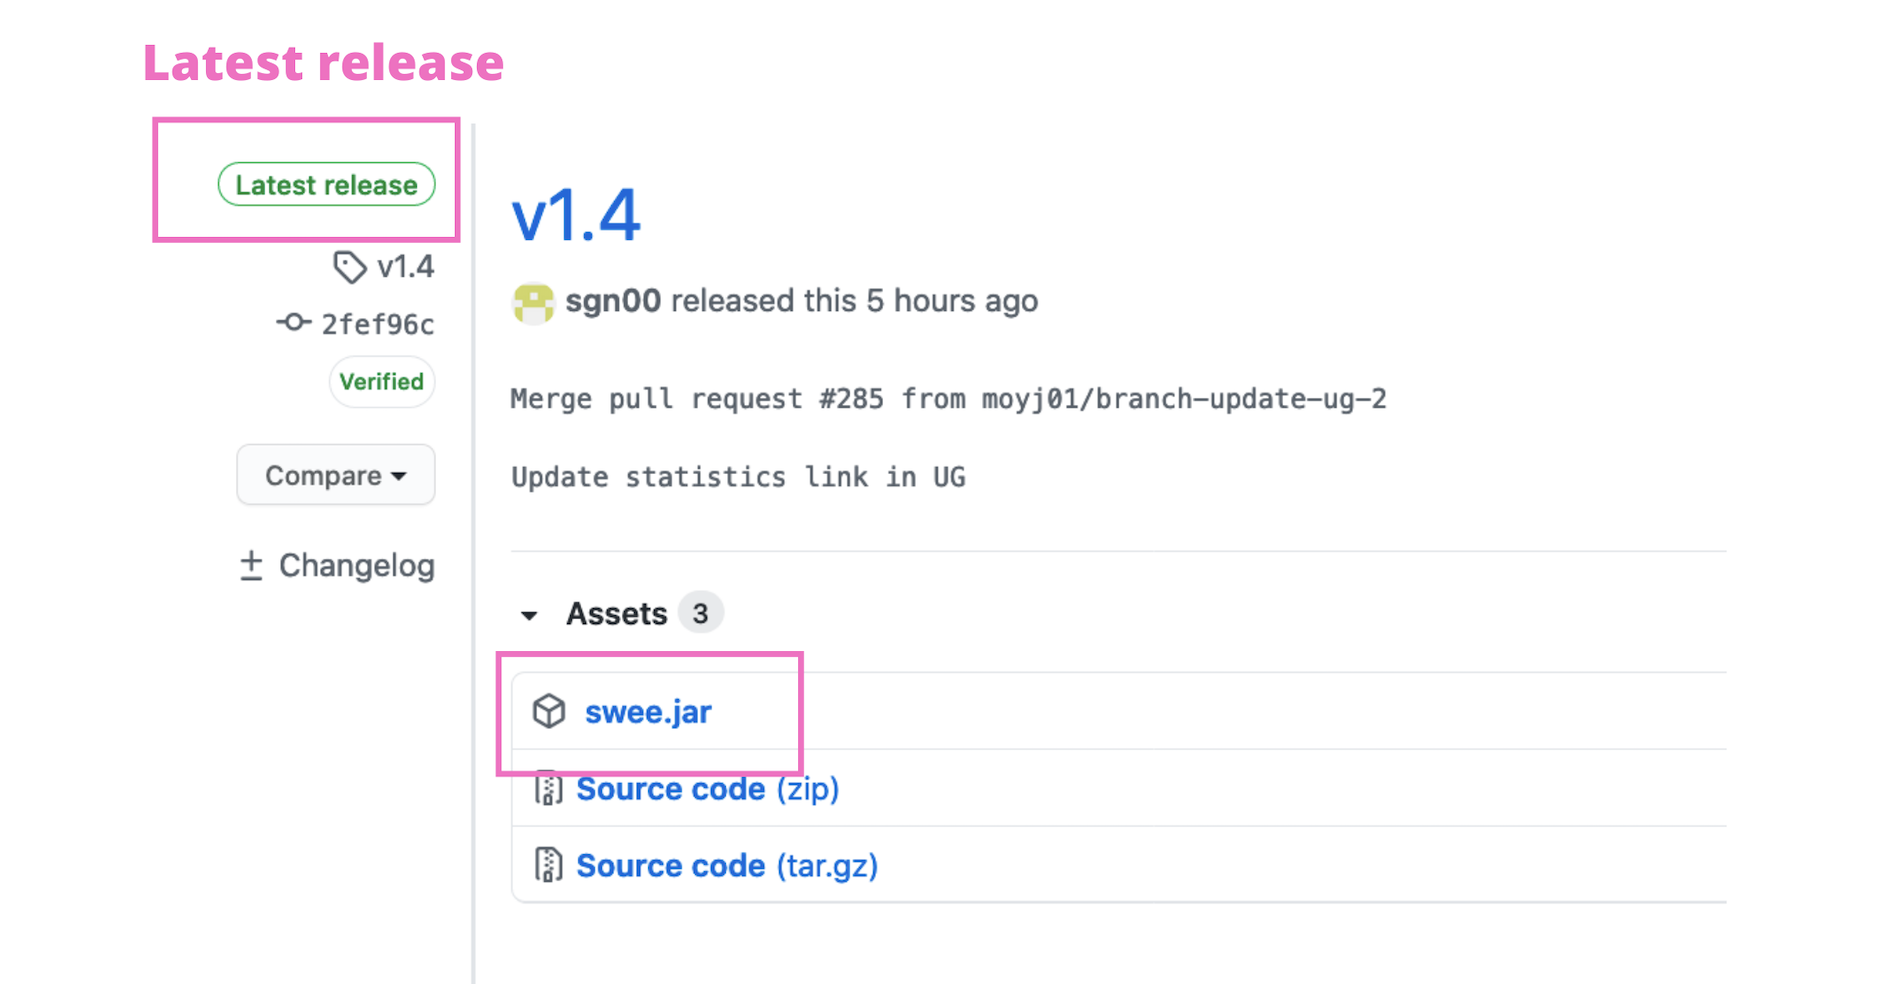 Latest release
Latest release
v1.4
2fef96c
Verified
Compare
Changelog
v1.4
sgn00 released this 5 hours ago
Merge pull request #285 from moyj01/branch-update-ug-2
Update statistics link in UG
Assets 3
swee.jar
Source code (zip)
Source code (tar.gz)